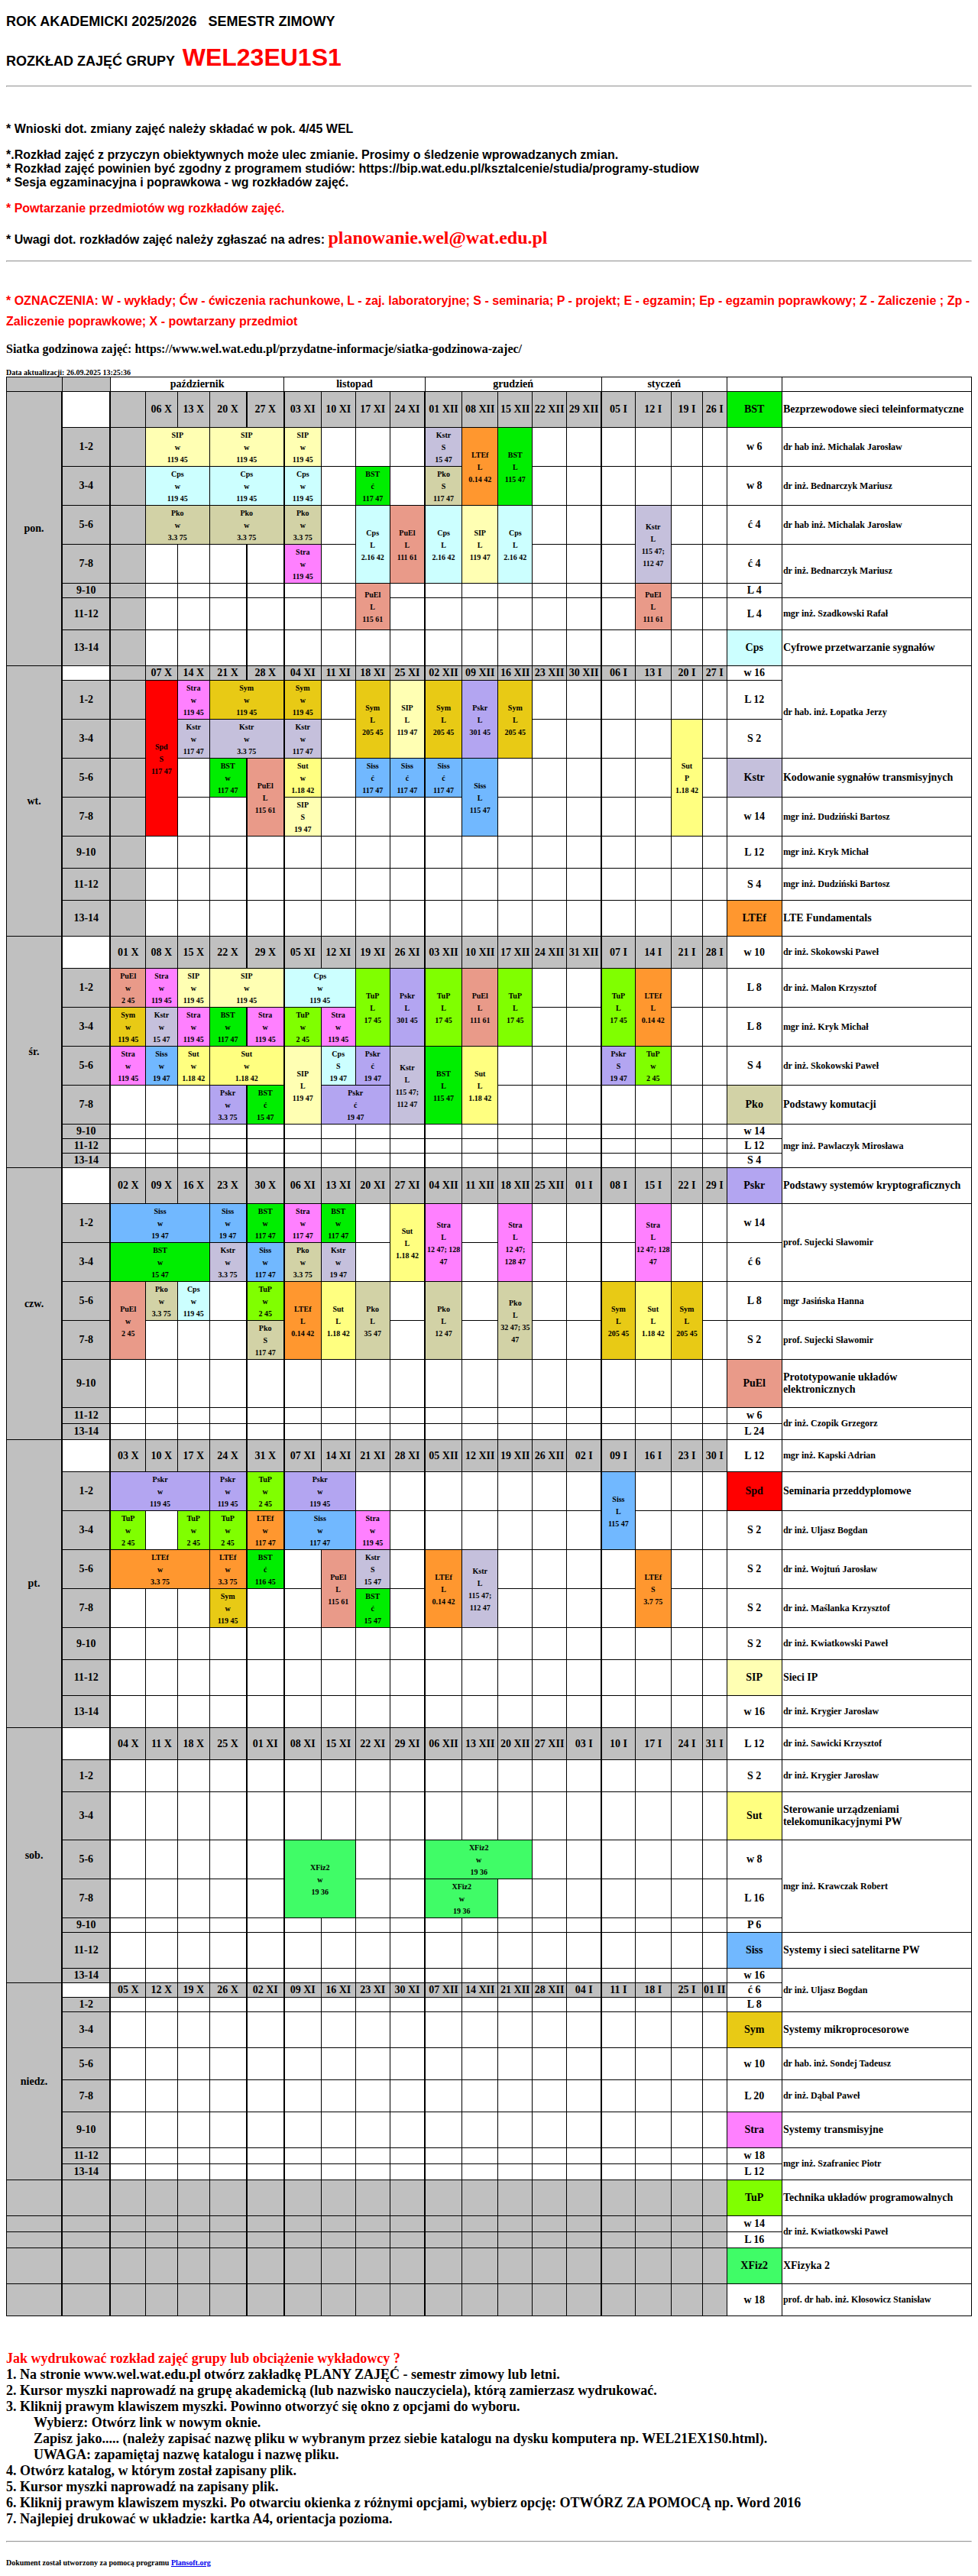 ROK AKADEMICKI 2025/2026 SEMESTR ZIMOWY
ROZKŁAD ZAJĘĆ GRUPY WEL23EU1S1
* Wnioski dot. zmiany zajęć należy składać w pok. 4/45 WEL
*.Rozkład zajęć z przyczyn obiektywnych może ulec zmianie. Prosimy o śledzenie wprowadzanych zmian.
* Rozkład zajęć powinien być zgodny z programem studiów: https://bip.wat.edu.pl/ksztalcenie/studia/programy-studiow
* Sesja egzaminacyjna i poprawkowa - wg rozkładów zajęć.
* Powtarzanie przedmiotów wg rozkładów zajęć.
* Uwagi dot. rozkładów zajęć należy zgłaszać na adres: planowanie.wel@wat.edu.pl
* OZNACZENIA: W - wykłady; Ćw - ćwiczenia rachunkowe, L - zaj. laboratoryjne; S - seminaria; P - projekt; E - egzamin; Ep - egzamin poprawkowy; Z - Zaliczenie ; Zp -
Zaliczenie poprawkowe; X - powtarzany przedmiot
Siatka godzinowa zajęć: https://www.wel.wat.edu.pl/przydatne-informacje/siatka-godzinowa-zajec/
Data aktualizacji: 26.09.2025 13:25:36
październik listopad grudzień styczeń
pon. 06 X 13 X 20 X 27 X 03 XI 10 XI 17 XI 24 XI 01 XII 08 XII 15 XII 22 XII 29 XII 05 I 12 I 19 I 26 I BST Bezprzewodowe sieci teleinformatyczne
1-2 SIP w 119 45 SIP w 119 45 SIP w 119 45 Kstr S 15 47 LTEf L 0.14 42 BST L 115 47 w 6 dr hab inż. Michalak Jarosław
3-4 Cps w 119 45 Cps w 119 45 Cps w 119 45 BST ć 117 47 Pko S 117 47 w 8 dr inż. Bednarczyk Mariusz
5-6 Pko w 3.3 75 Pko w 3.3 75 Pko w 3.3 75 Cps L 2.16 42 PuEl L 111 61 Cps L 2.16 42 SIP L 119 47 Cps L 2.16 42 Kstr L 115 47; 112 47 ć 4 dr hab inż. Michalak Jarosław
7-8 Stra w 119 45 ć 4 dr inż. Bednarczyk Mariusz
9-10 PuEl L 115 61 PuEl L 111 61 L 4
11-12 L 4 mgr inż. Szadkowski Rafał
13-14 Cps Cyfrowe przetwarzanie sygnałów
wt. 07 X 14 X 21 X 28 X 04 XI 11 XI 18 XI 25 XI 02 XII 09 XII 16 XII 23 XII 30 XII 06 I 13 I 20 I 27 I w 16 dr hab. inż. Łopatka Jerzy
1-2 Spd S 117 47 Stra w 119 45 Sym w 119 45 Sym w 119 45 Sym L 205 45 SIP L 119 47 Sym L 205 45 Pskr L 301 45 Sym L 205 45 L 12
3-4 Kstr w 117 47 Kstr w 3.3 75 Kstr w 117 47 Sut P 1.18 42 S 2
5-6 BST w 117 47 PuEl L 115 61 Sut w 1.18 42 Siss ć 117 47 Siss ć 117 47 Siss ć 117 47 Siss L 115 47 Kstr Kodowanie sygnałów transmisyjnych
7-8 SIP S 19 47 w 14 mgr inż. Dudziński Bartosz
9-10 L 12 mgr inż. Kryk Michał
11-12 S 4 mgr inż. Dudziński Bartosz
13-14 LTEf LTE Fundamentals
śr. 01 X 08 X 15 X 22 X 29 X 05 XI 12 XI 19 XI 26 XI 03 XII 10 XII 17 XII 24 XII 31 XII 07 I 14 I 21 I 28 I w 10 dr inż. Skokowski Paweł
1-2 PuEl w 2 45 Stra w 119 45 SIP w 119 45 SIP w 119 45 Cps w 119 45 TuP L 17 45 Pskr L 301 45 TuP L 17 45 PuEl L 111 61 TuP L 17 45 TuP L 17 45 LTEf L 0.14 42 L 8 dr inż. Malon Krzysztof
3-4 Sym w 119 45 Kstr w 15 47 Stra w 119 45 BST w 117 47 Stra w 119 45 TuP w 2 45 Stra w 119 45 L 8 mgr inż. Kryk Michał
5-6 Stra w 119 45 Siss w 19 47 Sut w 1.18 42 Sut w 1.18 42 SIP L 119 47 Cps S 19 47 Pskr ć 19 47 Kstr L 115 47; 112 47 BST L 115 47 Sut L 1.18 42 Pskr S 19 47 TuP w 2 45 S 4 dr inż. Skokowski Paweł
7-8 Pskr w 3.3 75 BST ć 15 47 Pskr ć 19 47 Pko Podstawy komutacji
9-10 w 14 mgr inż. Pawlaczyk Mirosława
11-12 L 12
13-14 S 4
czw. 02 X 09 X 16 X 23 X 30 X 06 XI 13 XI 20 XI 27 XI 04 XII 11 XII 18 XII 25 XII 01 I 08 I 15 I 22 I 29 I Pskr Podstawy systemów kryptograficznych
1-2 Siss w 19 47 Siss w 19 47 BST w 117 47 Stra w 117 47 BST w 117 47 Sut L 1.18 42 Stra L 12 47; 128 47 Stra L 12 47; 128 47 Stra L 12 47; 128 47 w 14 prof. Sujecki Sławomir
3-4 BST w 15 47 Kstr w 3.3 75 Siss w 117 47 Pko w 3.3 75 Kstr w 19 47 ć 6
5-6 PuEl w 2 45 Pko w 3.3 75 Cps w 119 45 TuP w 2 45 LTEf L 0.14 42 Sut L 1.18 42 Pko L 35 47 Pko L 12 47 Pko L 32 47; 35 47 Sym L 205 45 Sut L 1.18 42 Sym L 205 45 L 8 mgr Jasińska Hanna
7-8 Pko S 117 47 S 2 prof. Sujecki Sławomir
9-10 PuEl Prototypowanie układów elektronicznych
11-12 w 6 dr inż. Czopik Grzegorz
13-14 L 24
pt. 03 X 10 X 17 X 24 X 31 X 07 XI 14 XI 21 XI 28 XI 05 XII 12 XII 19 XII 26 XII 02 I 09 I 16 I 23 I 30 I L 12 mgr inż. Kapski Adrian
1-2 Pskr w 119 45 Pskr w 119 45 TuP w 2 45 Pskr w 119 45 Siss L 115 47 Spd Seminaria przeddyplomowe
3-4 TuP w 2 45 TuP w 2 45 TuP w 2 45 LTEf w 117 47 Siss w 117 47 Stra w 119 45 S 2 dr inż. Uljasz Bogdan
5-6 LTEf w 3.3 75 LTEf w 3.3 75 BST ć 116 45 PuEl L 115 61 Kstr S 15 47 LTEf L 0.14 42 Kstr L 115 47; 112 47 LTEf S 3.7 75 S 2 dr inż. Wojtuń Jarosław
7-8 Sym w 119 45 BST ć 15 47 S 2 dr inż. Maślanka Krzysztof
9-10 S 2 dr inż. Kwiatkowski Paweł
11-12 SIP Sieci IP
13-14 w 16 dr inż. Krygier Jarosław
sob. 04 X 11 X 18 X 25 X 01 XI 08 XI 15 XI 22 XI 29 XI 06 XII 13 XII 20 XII 27 XII 03 I 10 I 17 I 24 I 31 I L 12 dr inż. Sawicki Krzysztof
1-2 S 2 dr inż. Krygier Jarosław
3-4 Sut Sterowanie urządzeniami telekomunikacyjnymi PW
5-6 XFiz2 w 19 36 XFiz2 w 19 36 w 8 mgr inż. Krawczak Robert
7-8 XFiz2 w 19 36 L 16
9-10 P 6
11-12 Siss Systemy i sieci satelitarne PW
13-14 w 16 dr inż. Uljasz Bogdan
niedz. 05 X 12 X 19 X 26 X 02 XI 09 XI 16 XI 23 XI 30 XI 07 XII 14 XII 21 XII 28 XII 04 I 11 I 18 I 25 I 01 II ć 6
1-2 L 8
3-4 Sym Systemy mikroprocesorowe
5-6 w 10 dr hab. inż. Sondej Tadeusz
7-8 L 20 dr inż. Dąbal Paweł
9-10 Stra Systemy transmisyjne
11-12 w 18 mgr inż. Szafraniec Piotr
13-14 L 12
TuP Technika układów programowalnych
w 14 dr inż. Kwiatkowski Paweł
L 16
XFiz2 XFizyka 2
w 18 prof. dr hab. inż. Kłosowicz Stanisław
Jak wydrukować rozkład zajęć grupy lub obciążenie wykładowcy ?
1. Na stronie www.wel.wat.edu.pl otwórz zakładkę PLANY ZAJĘĆ - semestr zimowy lub letni.
2. Kursor myszki naprowadź na grupę akademicką (lub nazwisko nauczyciela), którą zamierzasz wydrukować.
3. Kliknij prawym klawiszem myszki. Powinno otworzyć się okno z opcjami do wyboru.
Wybierz: Otwórz link w nowym oknie.
Zapisz jako..... (należy zapisać nazwę pliku w wybranym przez siebie katalogu na dysku komputera np. WEL21EX1S0.html).
UWAGA: zapamiętaj nazwę katalogu i nazwę pliku.
4. Otwórz katalog, w którym został zapisany plik.
5. Kursor myszki naprowadź na zapisany plik.
6. Kliknij prawym klawiszem myszki. Po otwarciu okienka z różnymi opcjami, wybierz opcję: OTWÓRZ ZA POMOCĄ np. Word 2016
7. Najlepiej drukować w układzie: kartka A4, orientacja pozioma.
Dokument został utworzony za pomocą programu Plansoft.org